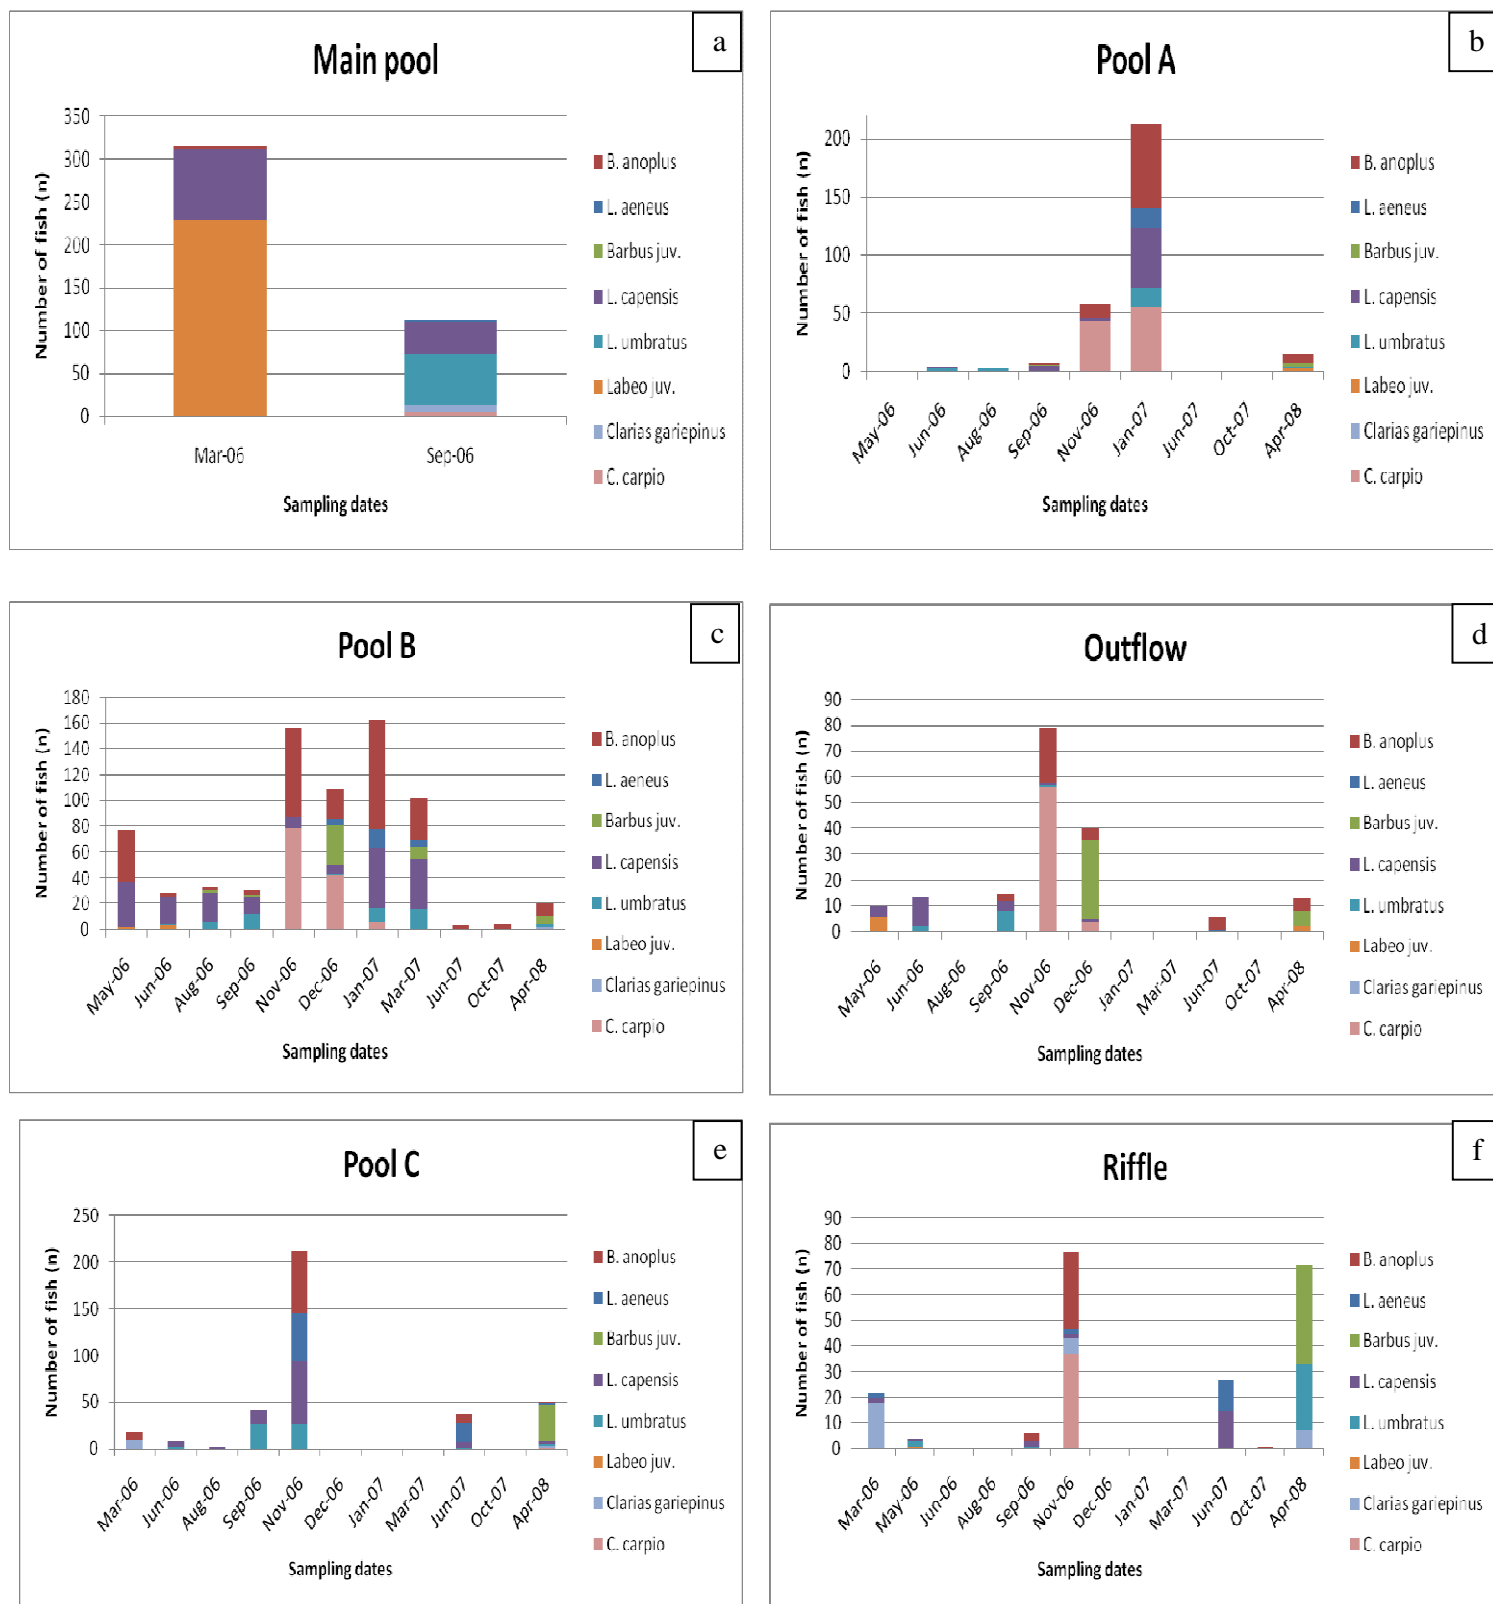 a
Main pool
Number of fish (n)
350
300
250
200
150
100
50
0
Mar-06 Sep-06
Sampling dates
B. anoplus
L. aeneus
Barbus juv.
L. capensis
L. umbratus
Labeo juv.
Clarias gariepinus
C. carpio
b
Pool A
Number of fish (n)
200
150
100
50
0
May-06 Jun-06 Aug-06 Sep-06 Nov-06 Jan-07 Jun-07 Oct-07 Apr-08
Sampling dates
B. anoplus
L. aeneus
Barbus juv.
L. capensis
L. umbratus
Labeo juv.
Clarias gariepinus
C. carpio
c
Pool B
Number of fish (n)
180
160
140
120
100
80
60
40
20
0
May-06 Jun-06 Aug-06 Sep-06 Nov-06 Dec-06 Jan-07 Mar-07 Jun-07 Oct-07 Apr-08
Sampling dates
B. anoplus
L. aeneus
Barbus juv.
L. capensis
L. umbratus
Labeo juv.
Clarias gariepinus
C. carpio
d
Outflow
Number of fish (n)
90
80
70
60
50
40
30
20
10
0
May-06 Jun-06 Aug-06 Sep-06 Nov-06 Dec-06 Jan-07 Mar-07 Jun-07 Oct-07 Apr-08
Sampling dates
B. anoplus
L. aeneus
Barbus juv.
L. capensis
L. umbratus
Labeo juv.
Clarias gariepinus
C. carpio
e
Pool C
Number of fish (n)
250
200
150
100
50
0
Mar-06 Jun-06 Aug-06 Sep-06 Nov-06 Dec-06 Jan-07 Mar-07 Jun-07 Oct-07 Apr-08
Sampling dates
B. anoplus
L. aeneus
Barbus juv.
L. capensis
L. umbratus
Labeo juv.
Clarias gariepinus
C. carpio
f
Riffle
Number of fish (n)
90
80
70
60
50
40
30
20
10
0
Mar-06 May-06 Jun-06 Aug-06 Sep-06 Nov-06 Dec-06 Jan-07 Mar-07 Jun-07 Oct-07 Apr-08
Sampling dates
B. anoplus
L. aeneus
Barbus juv.
L. capensis
L. umbratus
Labeo juv.
Clarias gariepinus
C. carpio